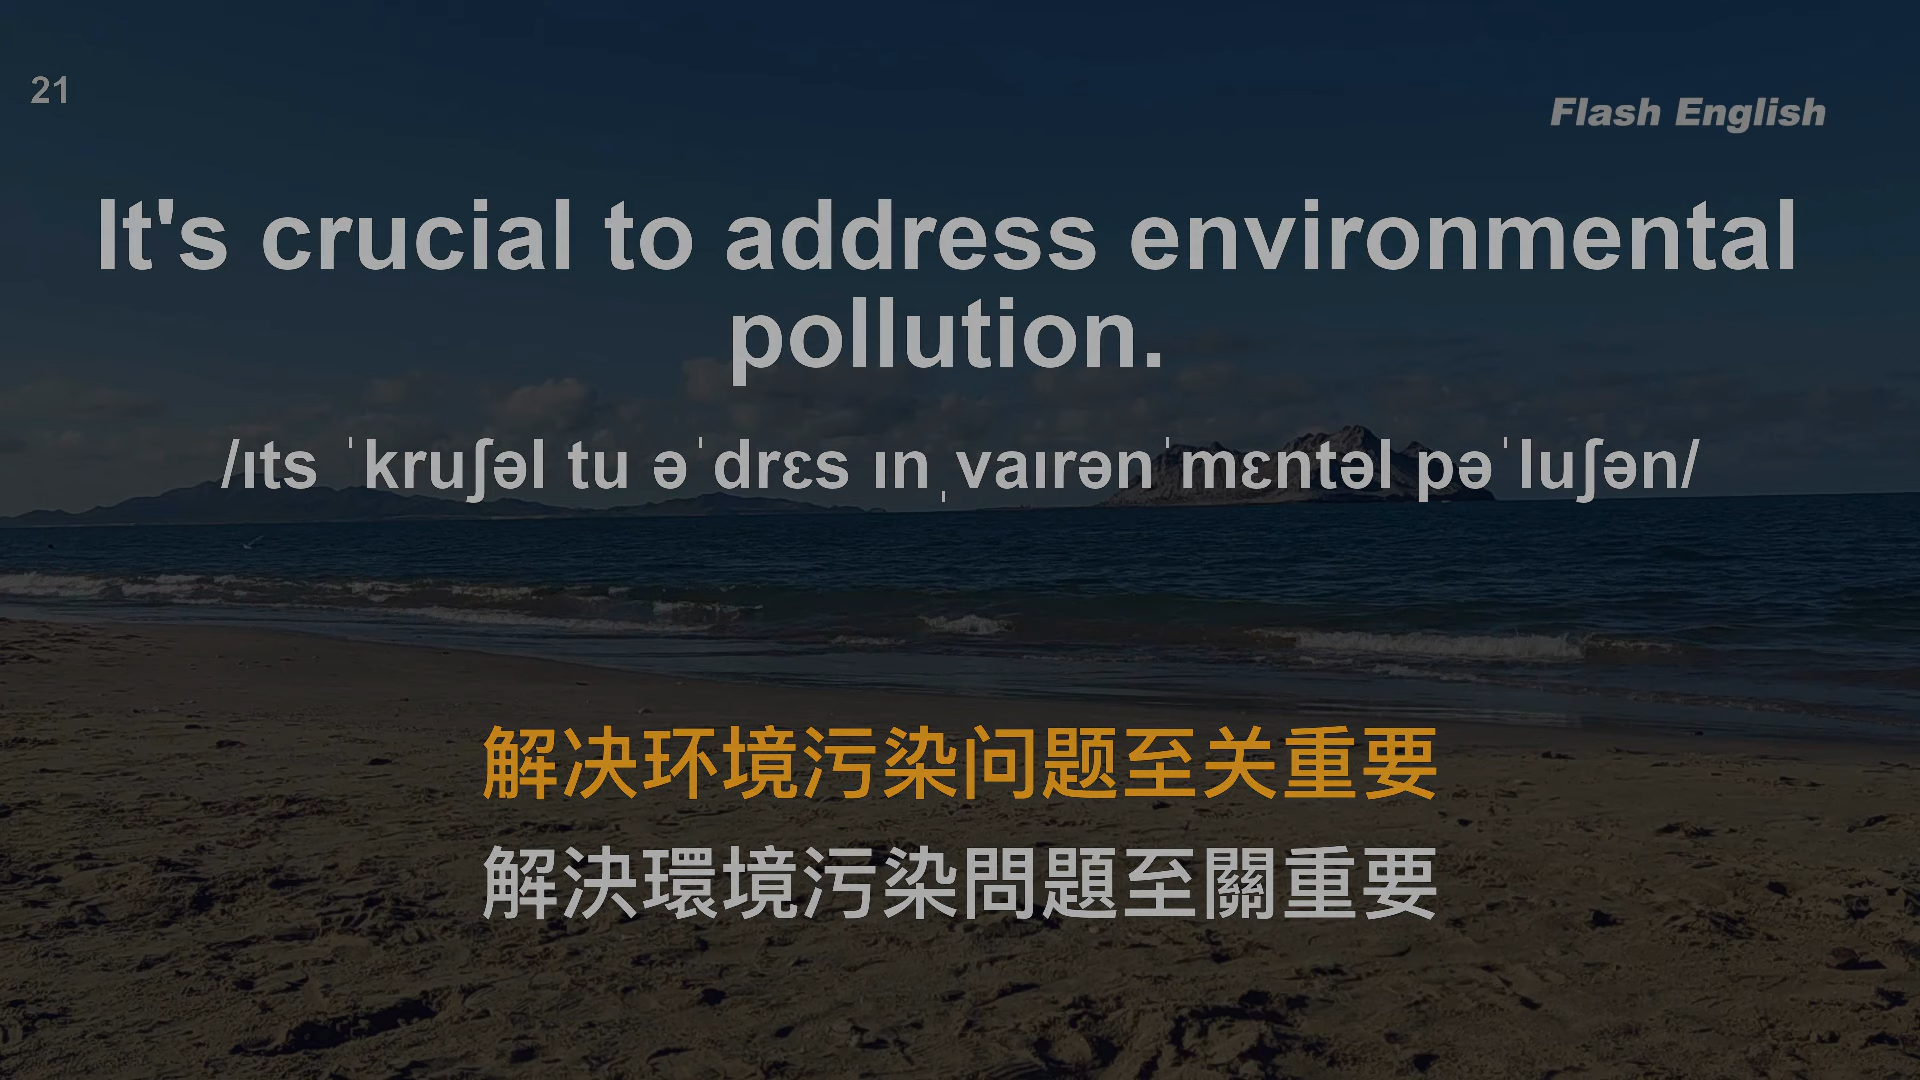 21
Flash English
It's crucial to address environmental
pollution.
/ɪts ˈkruʃəl tu əˈdrɛs ɪnˌvaɪrənˈmɛntəl pəˈluʃən/
解决环境污染问题至关重要
解決環境污染問題至關重要